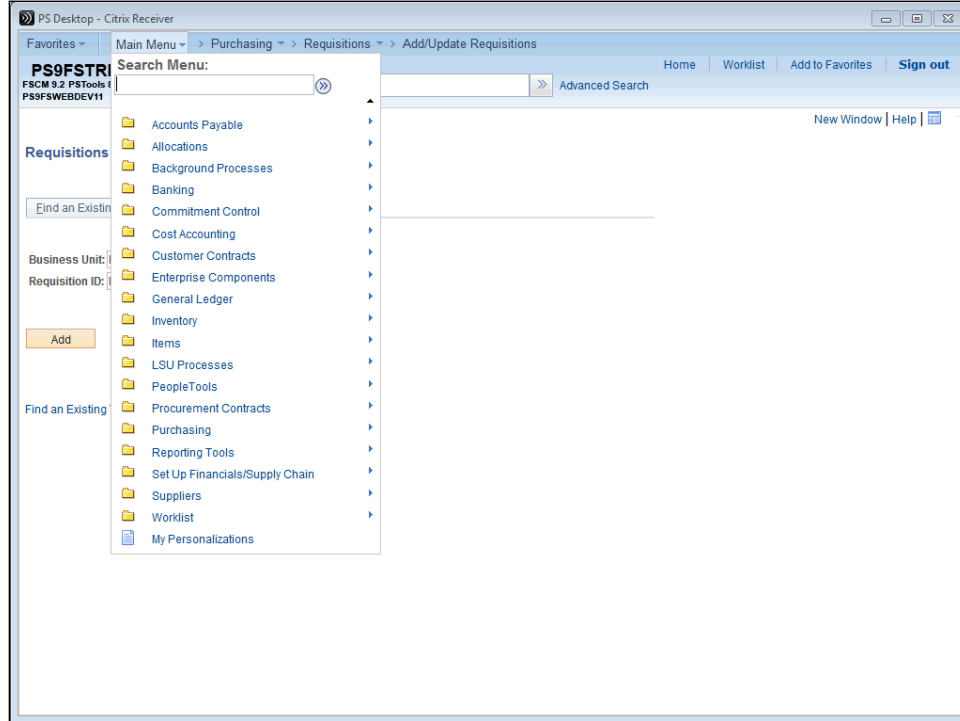 PS Desktop - Citrix Receiver
Favorites Main Menu > Purchasing > Requisitions > Add/Update Requisitions
PS9FSTRI Search Menu: Home Worklist Add to Favorites Sign out
FSCM 9.2 PSTools 8
PS9FSWEBDEV11
Advanced Search
New Window | Help |
Requisitions
Find an Existin
Business Unit:
Requisition ID:
Add
Find an Existing
Accounts Payable
Allocations
Background Processes
Banking
Commitment Control
Cost Accounting
Customer Contracts
Enterprise Components
General Ledger
Inventory
Items
LSU Processes
PeopleTools
Procurement Contracts
Purchasing
Reporting Tools
Set Up Financials/Supply Chain
Suppliers
Worklist
My Personalizations